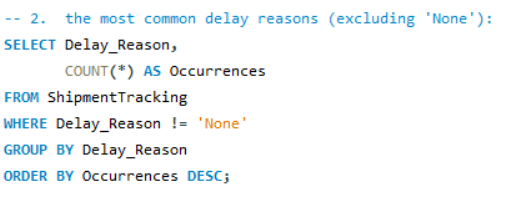 -- 2.  the most common delay reasons (excluding 'None'):
SELECT Delay_Reason,
       COUNT(*) AS Occurrences
FROM ShipmentTracking
WHERE Delay_Reason != 'None'
GROUP BY Delay_Reason
ORDER BY Occurrences DESC;